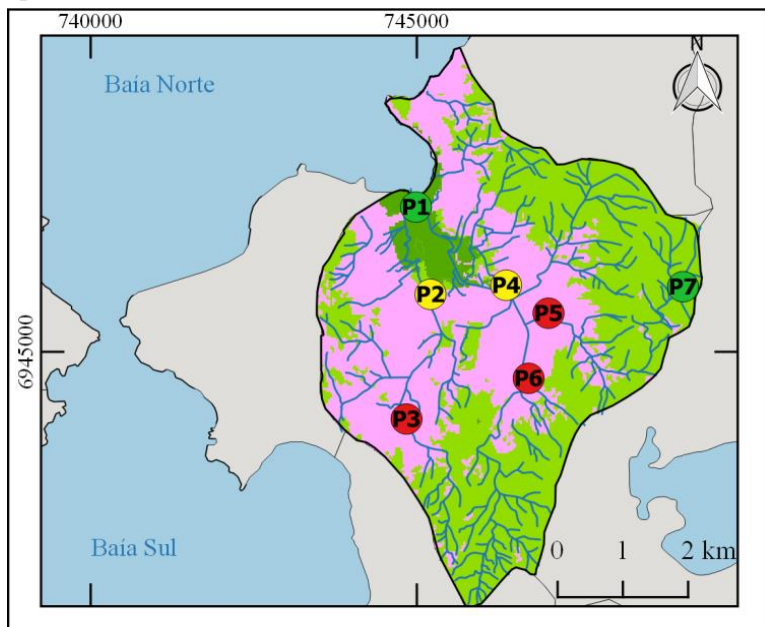 740000 745000
Baía Norte
N
P1
P2 P4 P7
P5
6945000
P6
P3
Baía Sul
0 1 2 km